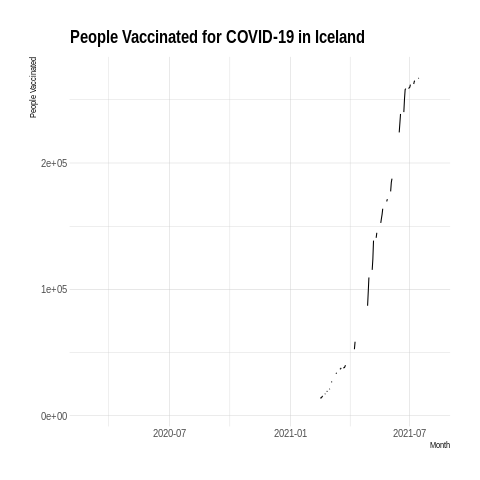 People Vaccinated for COVID-19 in Iceland
People Vaccinated
2e+05
1e+05
0e+00
2020-07
2021-01
2021-07
Month